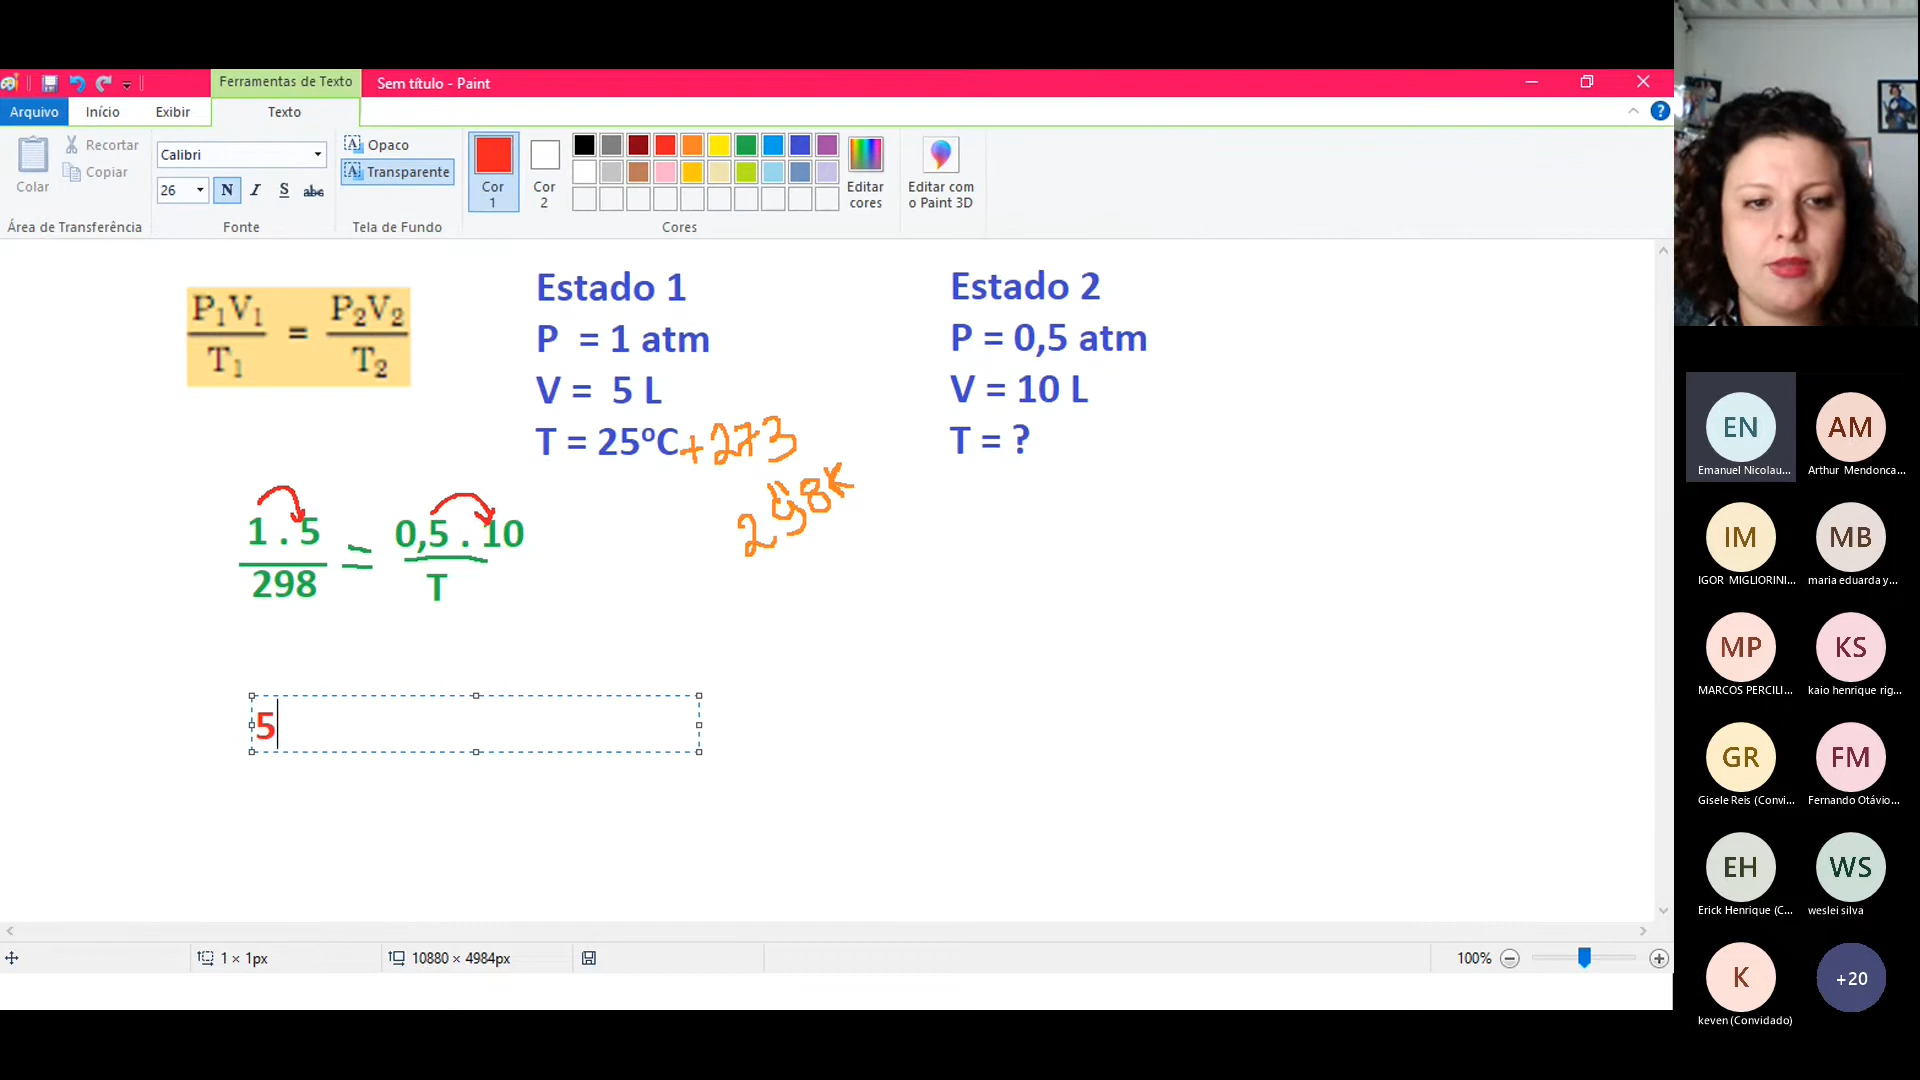 Ferramentas de Texto
Sem título - Paint
Arquivo
Início
Exibir
Texto
Colar
Recortar
Copiar
Área de Transferência
Calibri
26
N I S abc
Fonte
Opaco
Transparente
Tela de Fundo
Cor 1
Cor 2
Cores
Editar cores
Editar com o Paint 3D
P₁V₁ = P₂V₂
T₁ T₂
Estado 1
P = 1 atm
V = 5 L
T = 25ºC +273
298K
Estado 2
P = 0,5 atm
V = 10 L
T = ?
1 . 5 = 0,5 . 10
298 T
5
1 × 1px
10880 × 4984px
100%
EN
Emanuel Nicolau...
AM
Arthur Mendonca...
IM
IGOR MIGLIORINI...
MB
maria eduarda y...
MP
MARCOS PERCILI...
KS
kaio henrique rig...
GR
Gisele Reis (Convi...
FM
Fernando Otávio...
EH
Erick Henrique (C...
WS
weslei silva
K
keven (Convidado)
+20